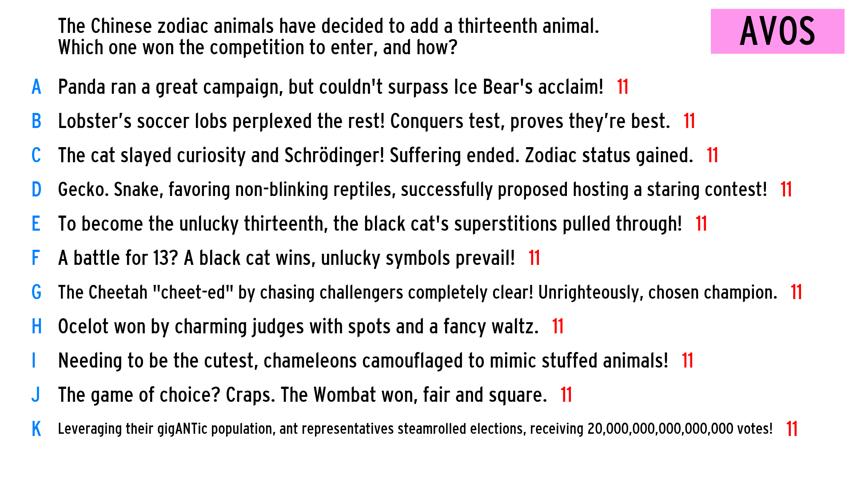 The Chinese zodiac animals have decided to add a thirteenth animal.
Which one won the competition to enter, and how?
AVOS
A Panda ran a great campaign, but couldn't surpass Ice Bear's acclaim! 11
B Lobster's soccer lobs perplexed the rest! Conquers test, proves they're best. 11
C The cat slayed curiosity and Schrödinger! Suffering ended. Zodiac status gained. 11
D Gecko. Snake, favoring non-blinking reptiles, successfully proposed hosting a staring contest! 11
E To become the unlucky thirteenth, the black cat's superstitions pulled through! 11
F A battle for 13? A black cat wins, unlucky symbols prevail! 11
G The Cheetah "cheet-ed" by chasing challengers completely clear! Unrighteously, chosen champion. 11
H Ocelot won by charming judges with spots and a fancy waltz. 11
I Needing to be the cutest, chameleons camouflaged to mimic stuffed animals! 11
J The game of choice? Craps. The Wombat won, fair and square. 11
K Leveraging their gigANTic population, ant representatives steamrolled elections, receiving 20,000,000,000,000,000 votes! 11